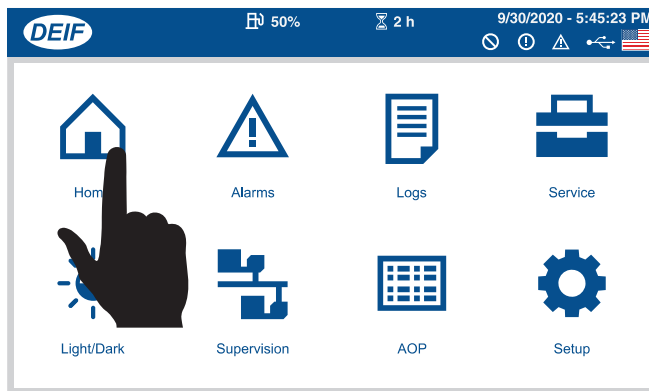 DEIF
50%
2 h
9/30/2020 - 5:45:23 PM
Alarms
Logs
Service
Light/Dark
Supervision
AOP
Setup